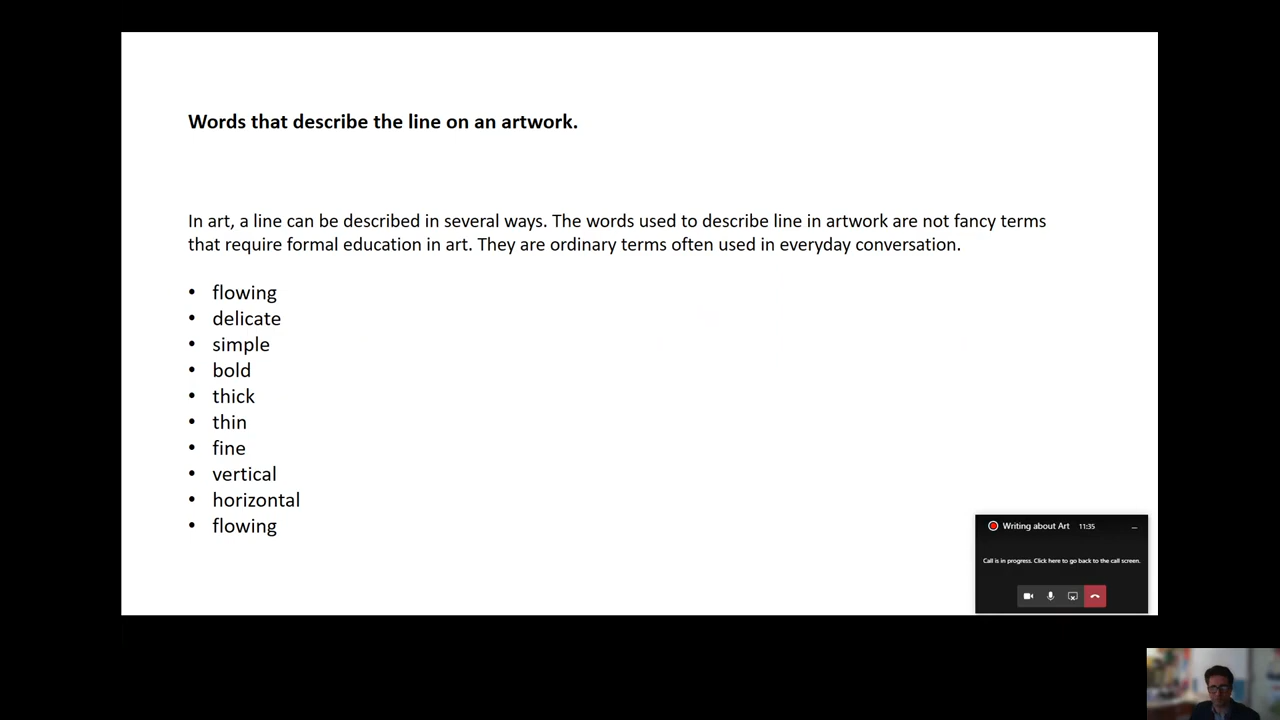 Words that describe the line on an artwork.
In art, a line can be described in several ways. The words used to describe line in artwork are not fancy terms
that require formal education in art. They are ordinary terms often used in everyday conversation.
• flowing
• delicate
• simple
• bold
• thick
• thin
• fine
• vertical
• horizontal
• flowing
Writing about Art 11:35
Call is in progress. Click here to go back to the call screen.